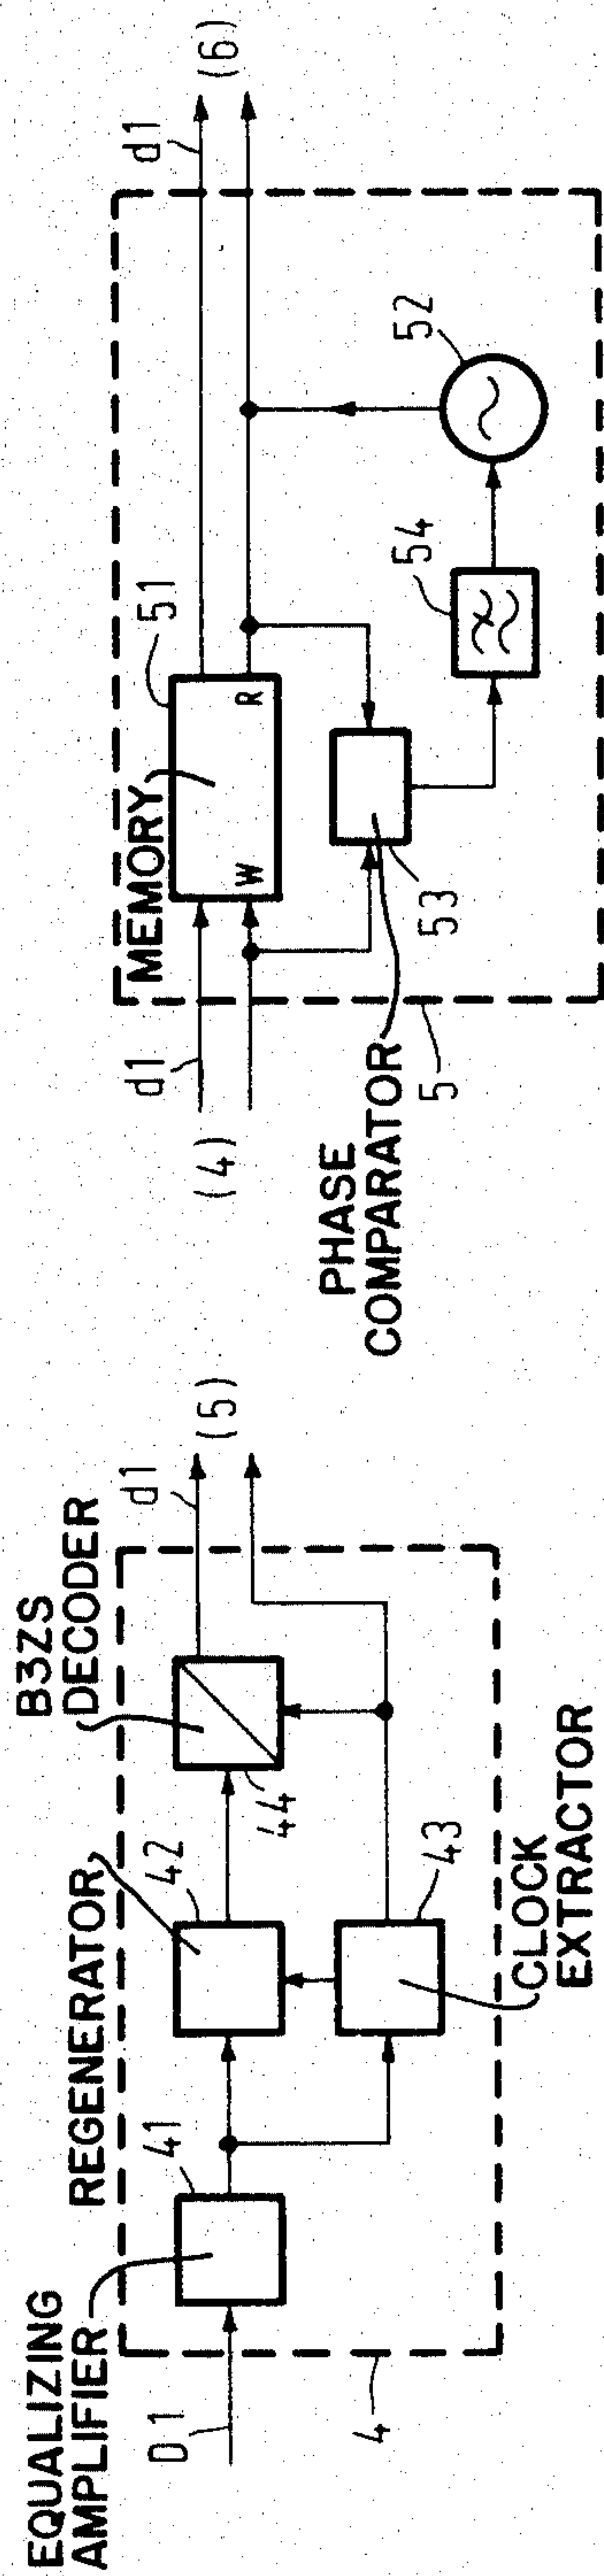 EQUALIZING
AMPLIFIER
REGENERATOR
B3ZS
DECODER
41
42
44
43
D1
d1
(5)
4
CLOCK
EXTRACTOR
MEMORY
51
d1
(4)
W
R
d1
(6)
PHASE
COMPARATOR
5
53
54
52